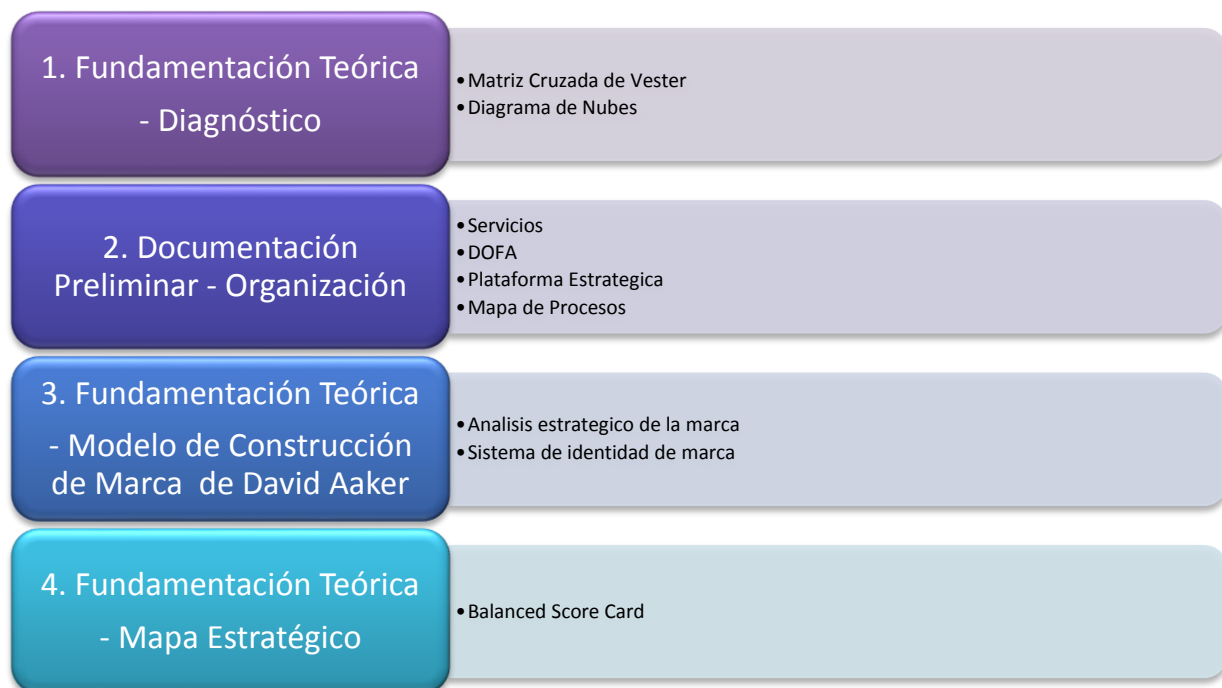 1. Fundamentación Teórica
- Diagnóstico
•Matriz Cruzada de Vester
•Diagrama de Nubes
2. Documentación
Preliminar - Organización
•Servicios
•DOFA
•Plataforma Estrategica
•Mapa de Procesos
3. Fundamentación Teórica
- Modelo de Construcción
de Marca  de David Aaker
•Analisis estrategico de la marca
•Sistema de identidad de marca
4. Fundamentación Teórica
- Mapa Estratégico
•Balanced Score Card